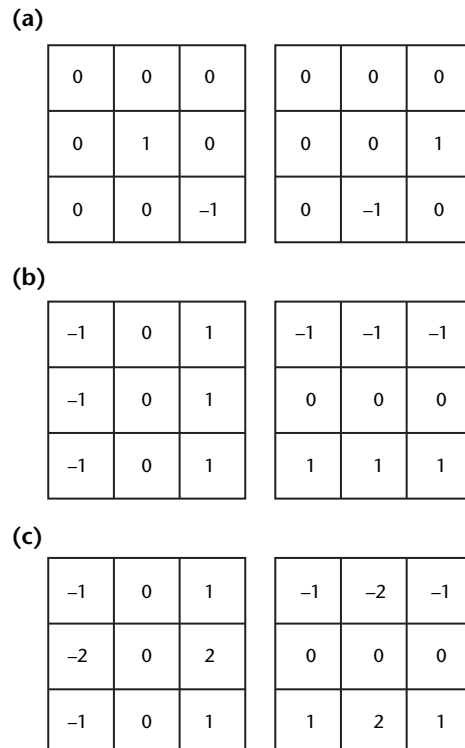 (a)
0 0 0 0 0 0
0 1 0 0 0 1
0 0 –1 0 –1 0
(b)
–1 0 1 –1 –1 –1
–1 0 1 0 0 0
–1 0 1 1 1 1
(c)
–1 0 1 –1 –2 –1
–2 0 2 0 0 0
–1 0 1 1 2 1